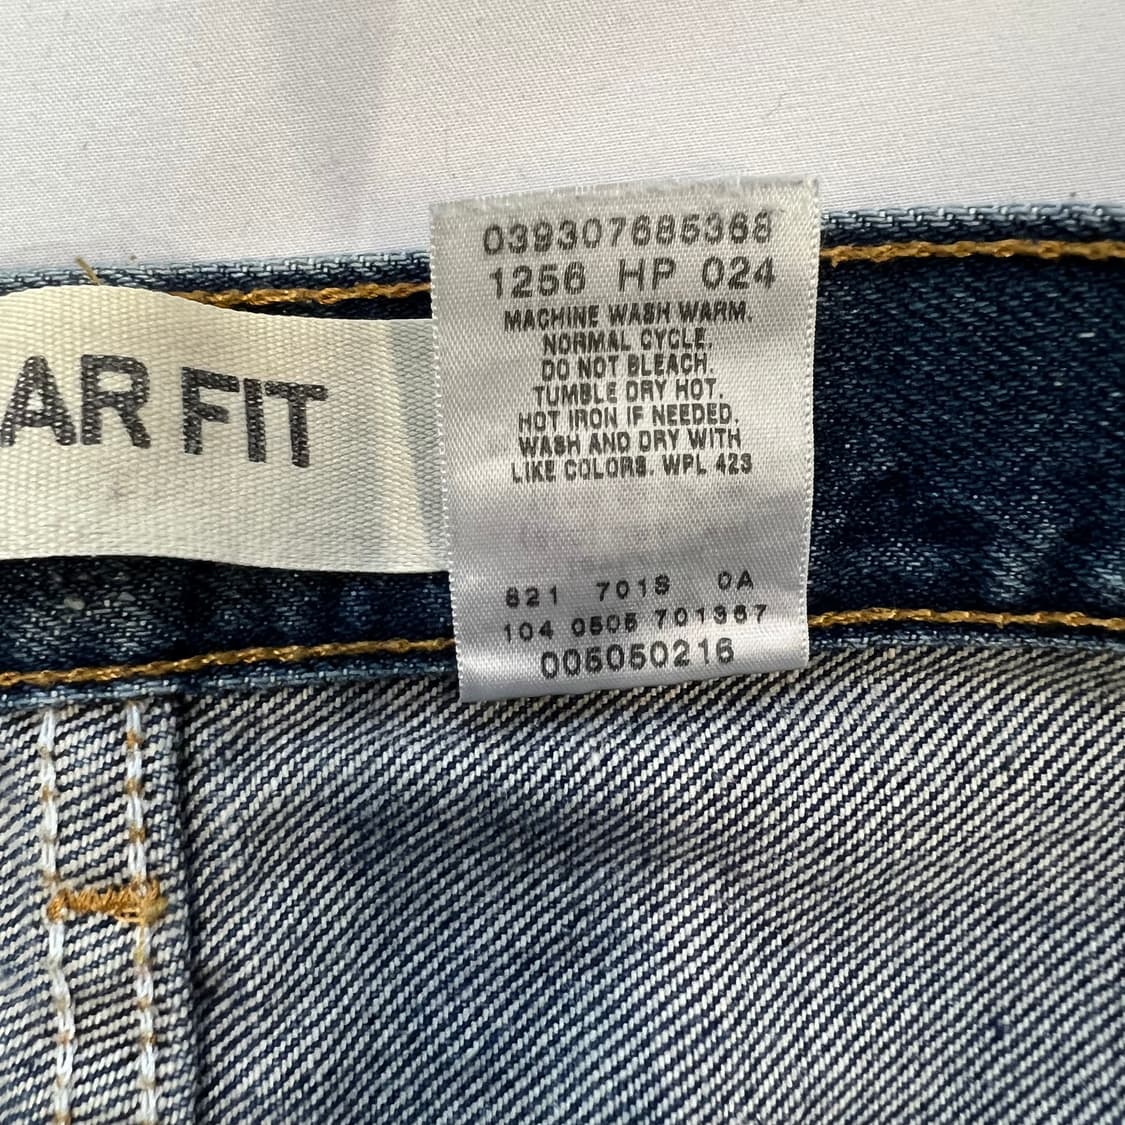 AR FIT
039307685368
1256 HP 024
MACHINE WASH WARM.
NORMAL CYCLE.
DO NOT BLEACH.
TUMBLE DRY HOT.
HOT IRON IF NEEDED.
WASH AND DRY WITH
LIKE COLORS. WPL 423
821 7018 0A
104 0505 701367
005050216